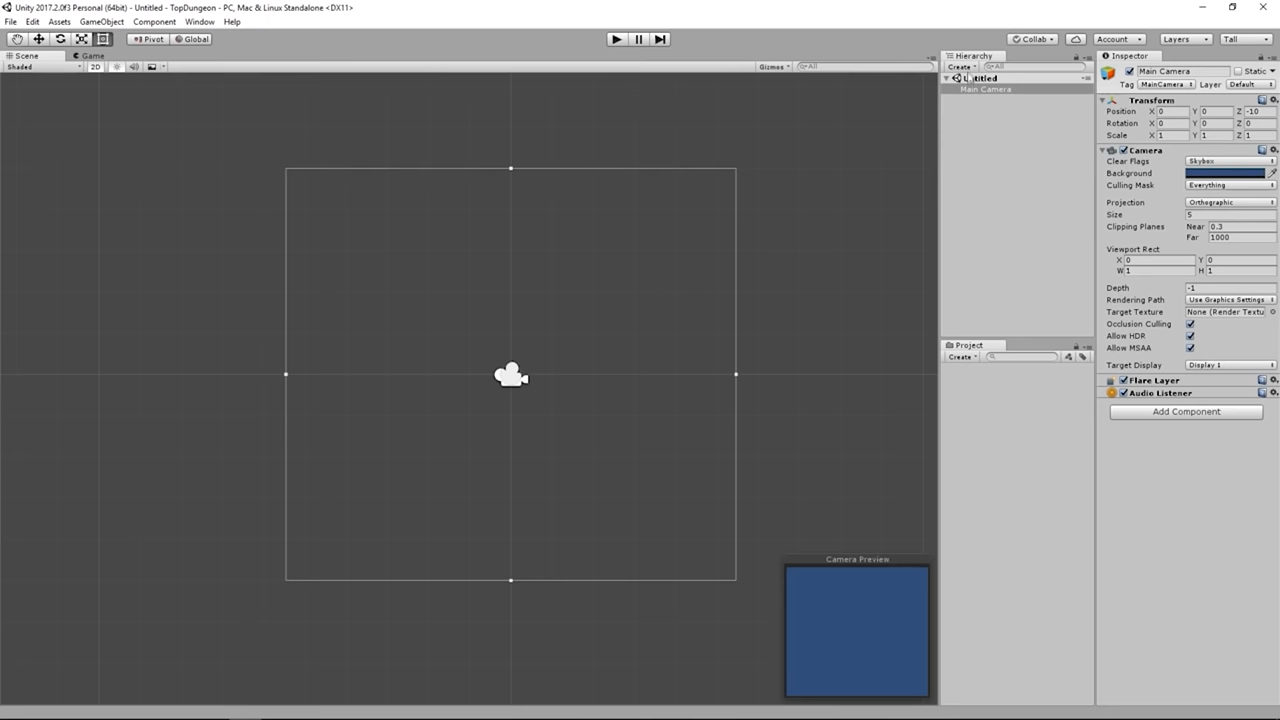 Unity 2017.2.0f3 Personal (64bit) - Untitled - TopDungeon - PC, Mac & Linux Standalone <DX11>
File Edit Assets GameObject Component Window Help
Pivot Global Collab Account Layers Tall
Scene Game
Shaded 2D Gizmos All
Hierarchy
Create All
Untitled
Main Camera
Project
Create
Inspector
Main Camera Static
Tag MainCamera Layer Default
Transform
Position X 0 Y 0 Z -10
Rotation X 0 Y 0 Z 0
Scale X 1 Y 1 Z 1
Camera
Clear Flags Skybox
Background
Culling Mask Everything
Projection Orthographic
Size 5
Clipping Planes Near 0.3
Far 1000
Viewport Rect
X 0 Y 0
W 1 H 1
Depth -1
Rendering Path Use Graphics Settings
Target Texture None (Render Textu
Occlusion Culling
Allow HDR
Allow MSAA
Target Display Display 1
Flare Layer
Audio Listener
Add Component
Camera Preview